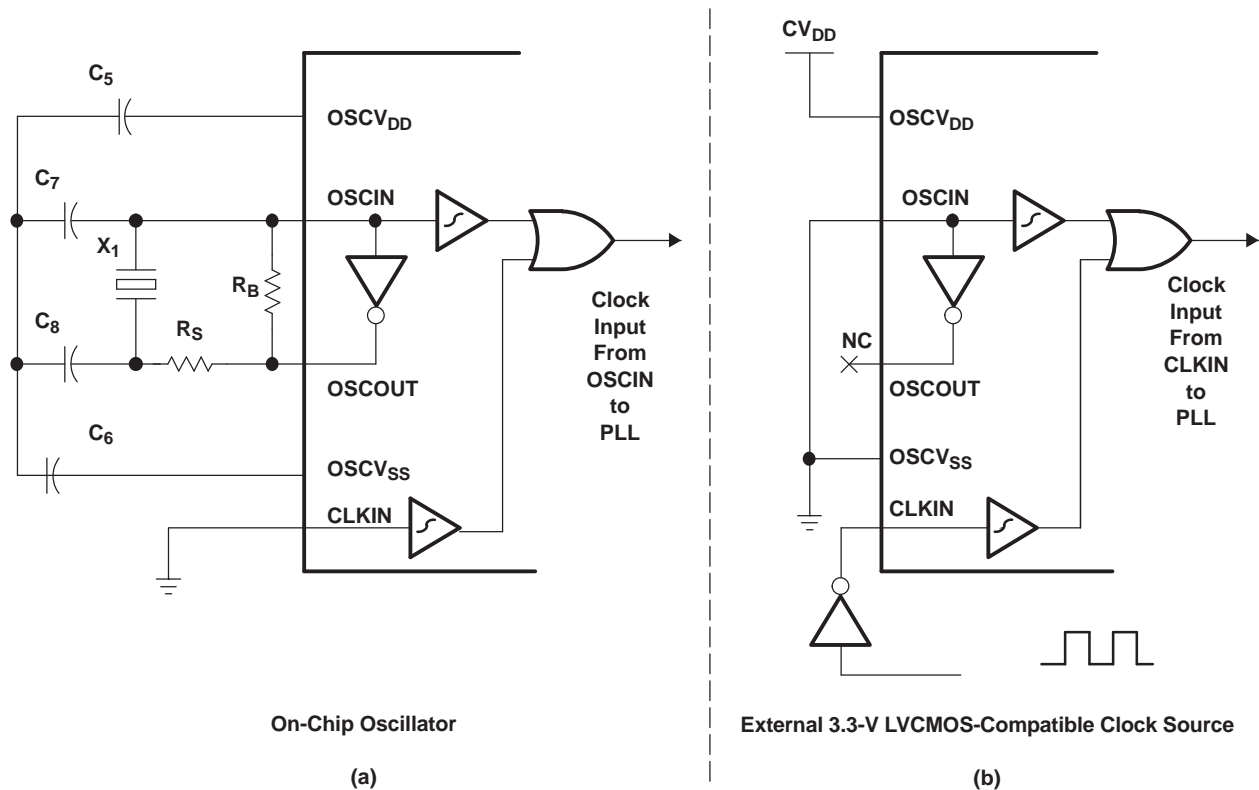 C5
OSCVDD
C7
OSCIN
X1
RB
C8
RS
OSCOUT
C6
OSCVSS
CLKIN
Clock
Input
From
OSCIN
to
PLL
On-Chip Oscillator
(a)
CVDD
OSCVDD
OSCIN
NC
OSCOUT
OSCVSS
CLKIN
Clock
Input
From
CLKIN
to
PLL
External 3.3-V LVCMOS-Compatible Clock Source
(b)